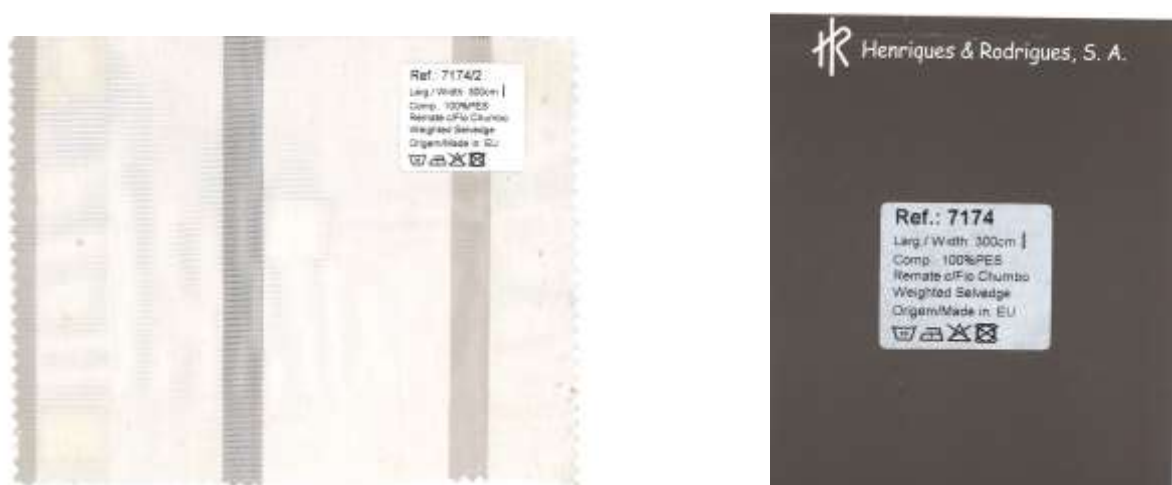 Ref.: 7174/2
Larg./ Width: 300cm
Comp.: 100%PES
Remate c/Fio Chumbo
Weighted Selvedge
Origem/Made in: EU
HR Henriques & Rodrigues, S. A.
Ref.: 7174
Larg./ Width: 300cm
Comp.: 100%PES
Remate c/Fio Chumbo
Weighted Selvedge
Origem/Made in: EU